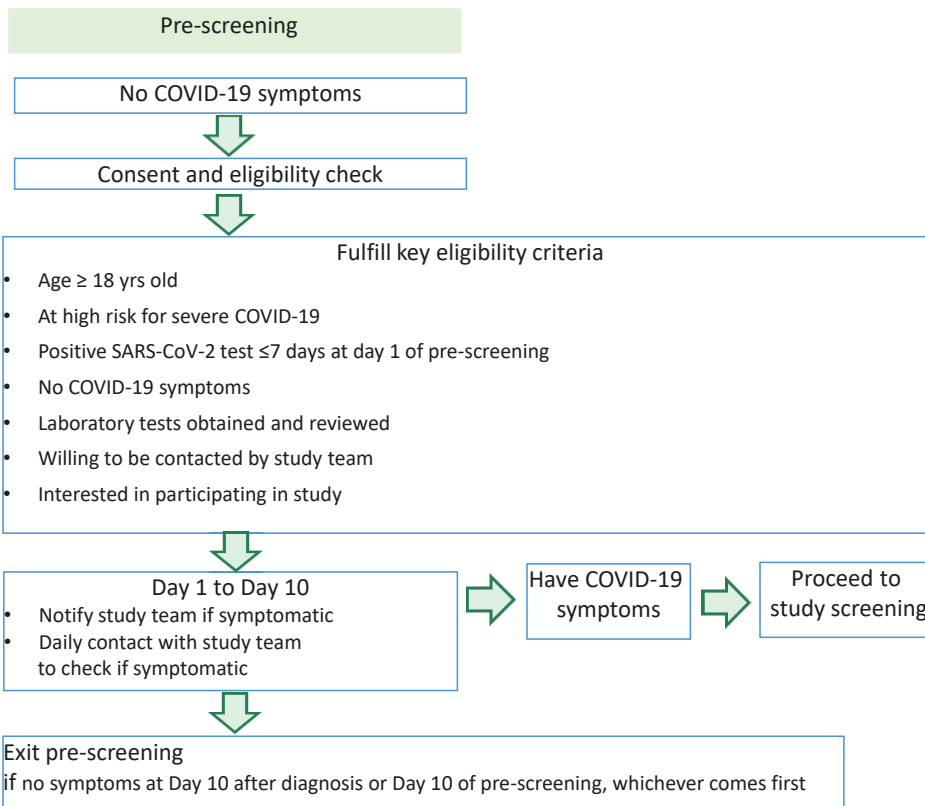 Pre-screening
No COVID-19 symptoms
Consent and eligibility check
Fulfill key eligibility criteria
• Age ≥ 18 yrs old
• At high risk for severe COVID-19
• Positive SARS-CoV-2 test ≤7 days at day 1 of pre-screening
• No COVID-19 symptoms
• Laboratory tests obtained and reviewed
• Willing to be contacted by study team
• Interested in participating in study
Day 1 to Day 10
• Notify study team if symptomatic
• Daily contact with study team
to check if symptomatic
Have COVID-19
symptoms
Proceed to
study screening
Exit pre-screening
if no symptoms at Day 10 after diagnosis or Day 10 of pre-screening, whichever comes first